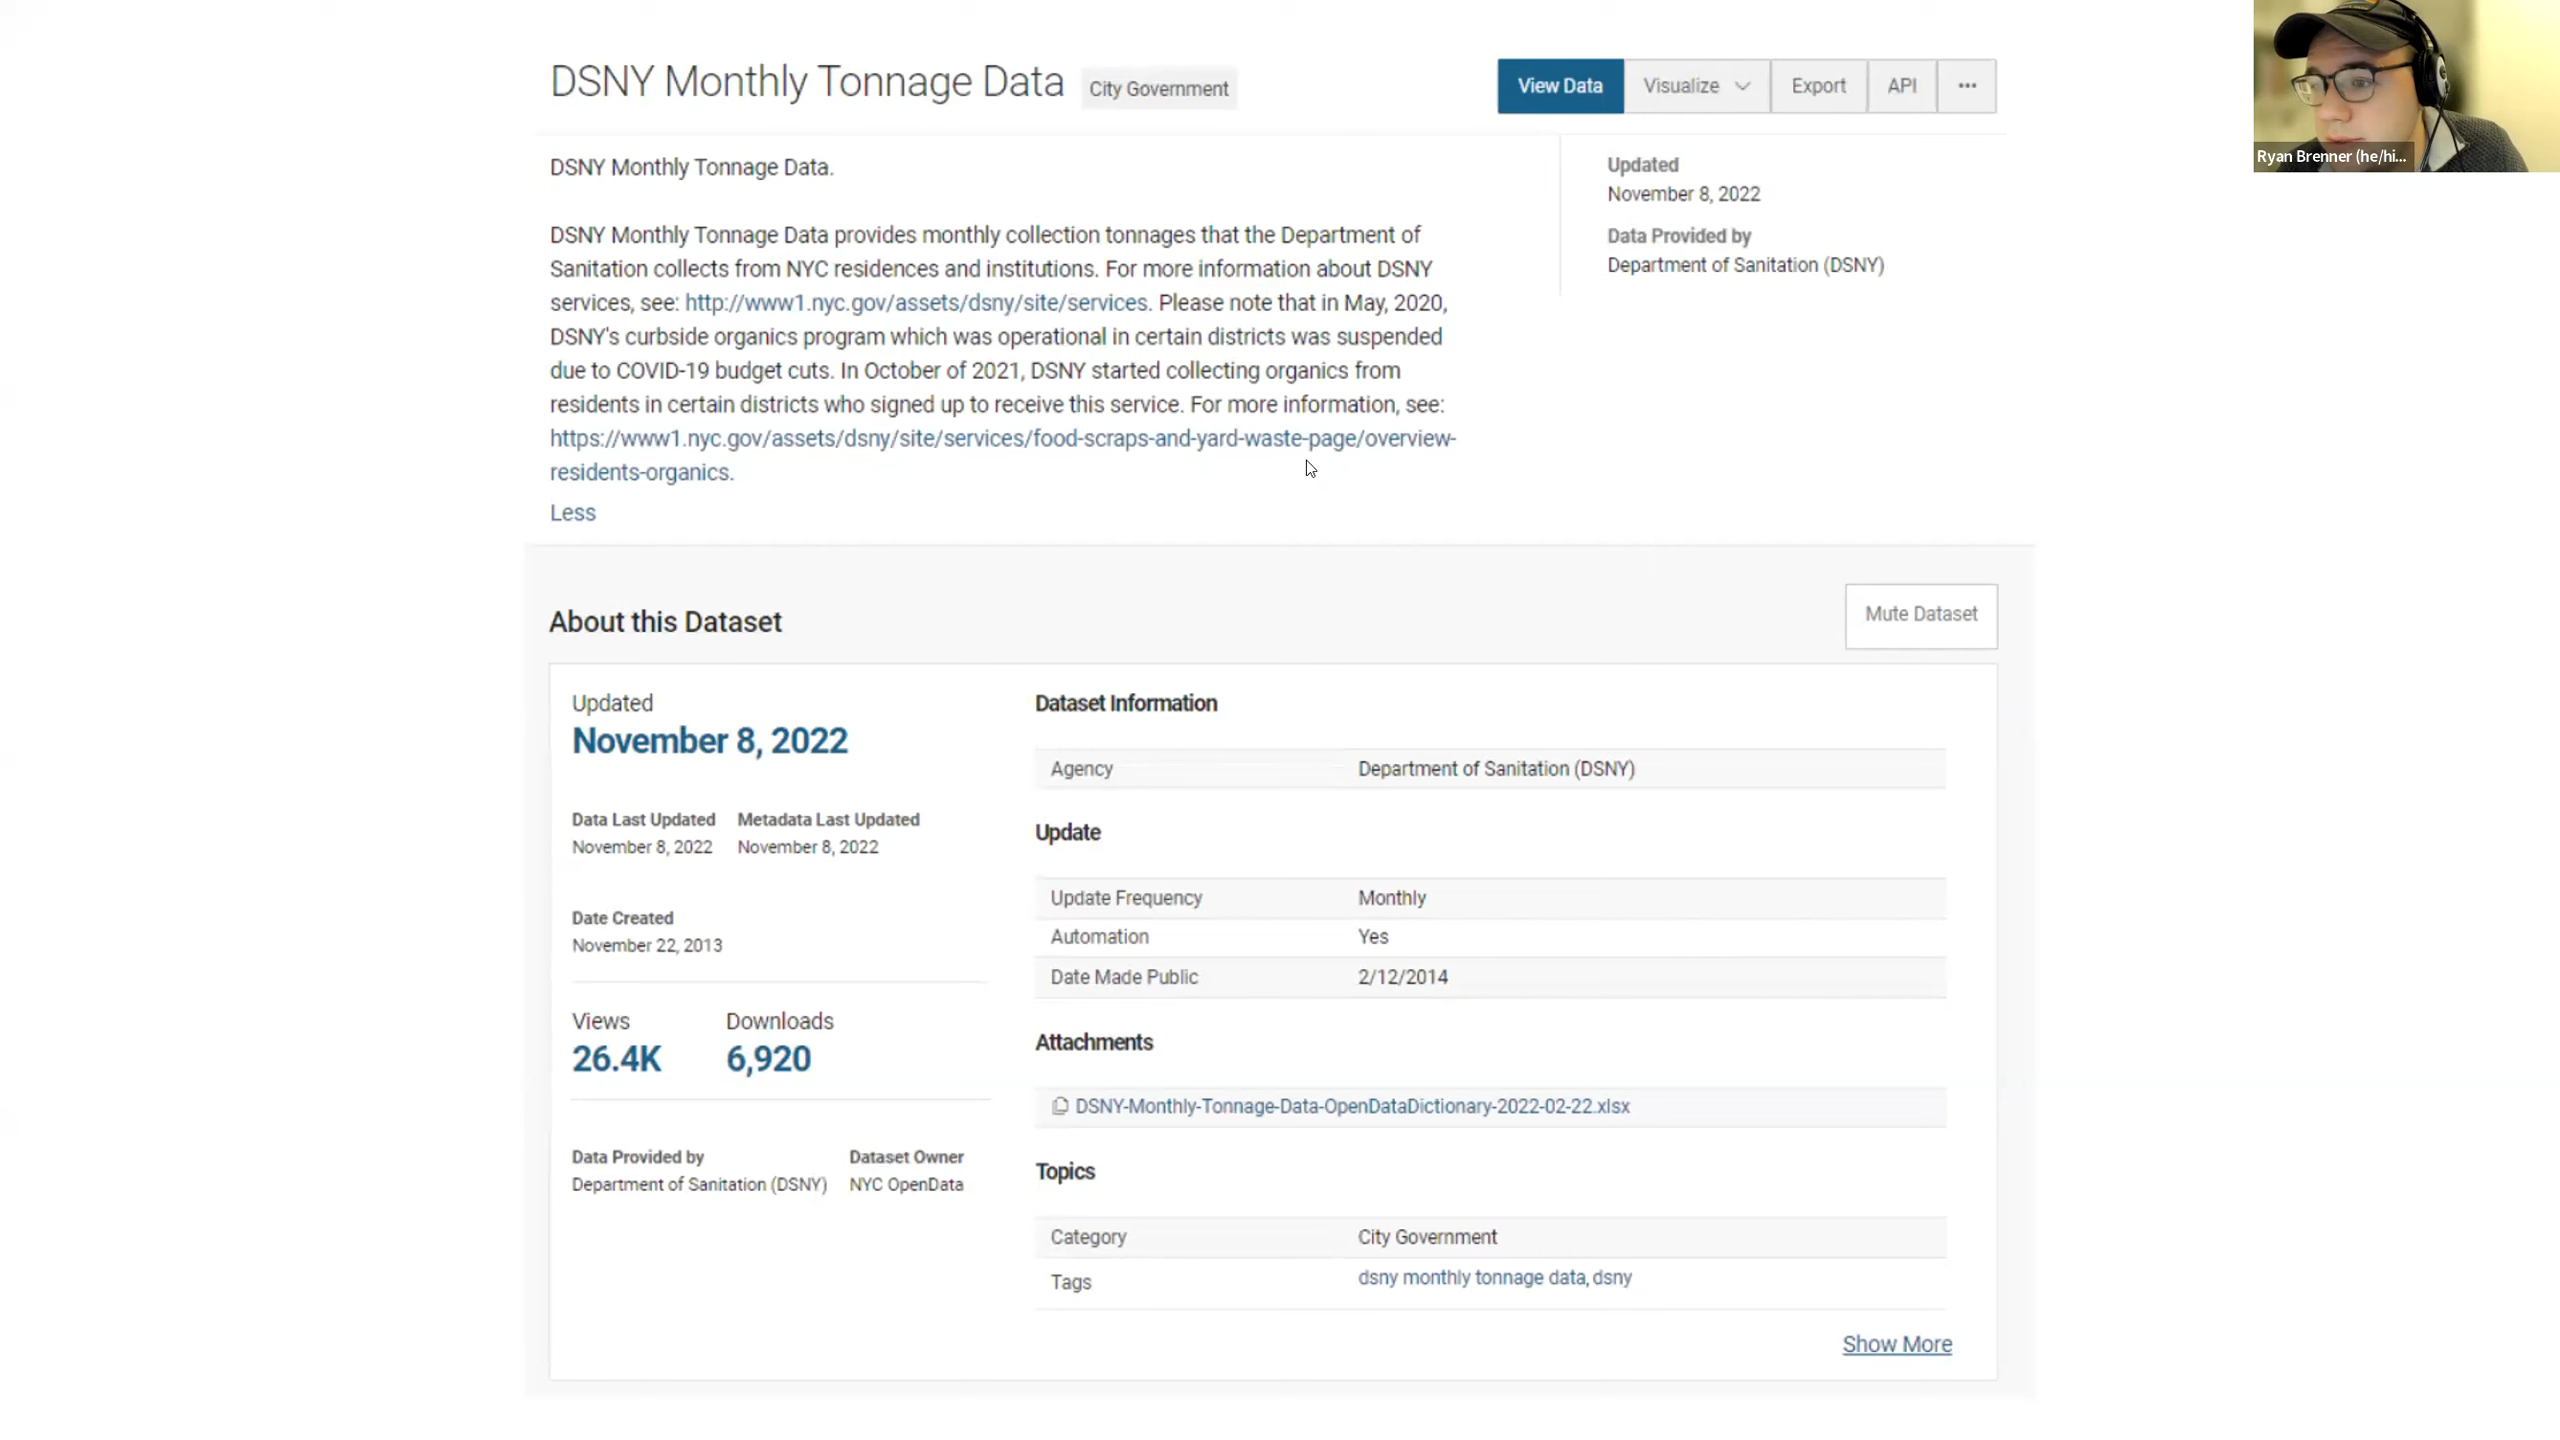 DSNY Monthly Tonnage Data
City Government
View Data
Visualize
Export
API
Ryan Brenner (he/hi...
DSNY Monthly Tonnage Data.
DSNY Monthly Tonnage Data provides monthly collection tonnages that the Department of
Sanitation collects from NYC residences and institutions. For more information about DSNY
services, see: http://www1.nyc.gov/assets/dsny/site/services. Please note that in May, 2020,
DSNY's curbside organics program which was operational in certain districts was suspended
due to COVID-19 budget cuts. In October of 2021, DSNY started collecting organics from
residents in certain districts who signed up to receive this service. For more information, see:
https://www1.nyc.gov/assets/dsny/site/services/food-scraps-and-yard-waste-page/overview-
residents-organics.
Less
Updated
November 8, 2022
Data Provided by
Department of Sanitation (DSNY)
About this Dataset
Mute Dataset
Updated
November 8, 2022
Data Last Updated
November 8, 2022
Metadata Last Updated
November 8, 2022
Date Created
November 22, 2013
Views
26.4K
Downloads
6,920
Data Provided by
Department of Sanitation (DSNY)
Dataset Owner
NYC OpenData
Dataset Information
Agency Department of Sanitation (DSNY)
Update
Update Frequency Monthly
Automation Yes
Date Made Public 2/12/2014
Attachments
DSNY-Monthly-Tonnage-Data-OpenDataDictionary-2022-02-22.xlsx
Topics
Category City Government
Tags dsny monthly tonnage data, dsny
Show More